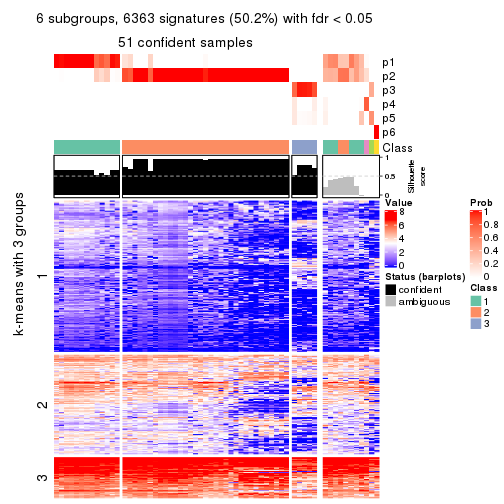 6 subgroups, 6363 signatures (50.2%) with fdr < 0.05
51 confident samples
p1
p2
p3
p4
p5
p6
Class
1
0.5
0
Silhouette
score
k-means with 3 groups
1
2
3
Value
8
6
4
2
0
Status (barplots)
confident
ambiguous
Prob
1
0.8
0.6
0.4
0.2
0
Class
1
2
3